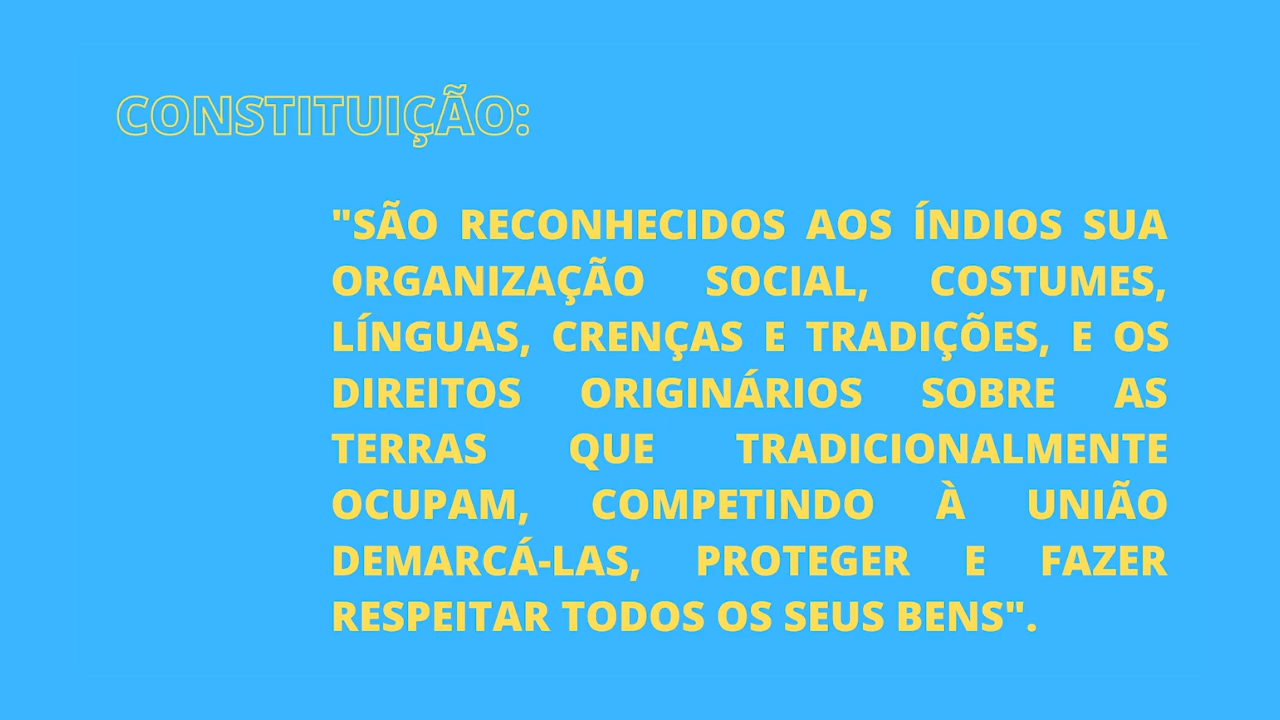 CONSTITUIÇÃO:
"SÃO RECONHECIDOS AOS ÍNDIOS SUA
ORGANIZAÇÃO SOCIAL, COSTUMES,
LÍNGUAS, CRENÇAS E TRADIÇÕES, E OS
DIREITOS ORIGINÁRIOS SOBRE AS
TERRAS QUE TRADICIONALMENTE
OCUPAM, COMPETINDO À UNIÃO
DEMARCÁ-LAS, PROTEGER E FAZER
RESPEITAR TODOS OS SEUS BENS".